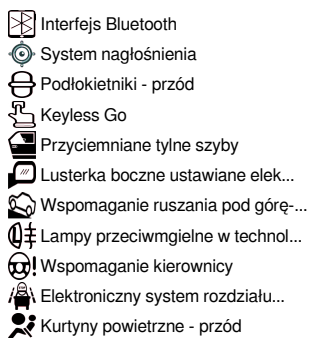 Interfejs Bluetooth
System nagłośnienia
Podłokietniki - przód
Keyless Go
Przyciemniane tylne szyby
Lusterka boczne ustawiane elek...
Wspomaganie ruszania pod górę-...
Lampy przeciwmgielne w technol...
Wspomaganie kierownicy
Elektroniczny system rozdziału...
Kurtyny powietrzne - przód